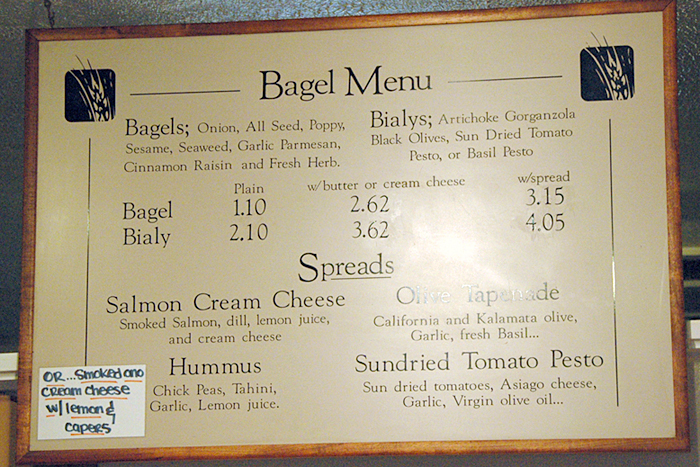 Bagel Menu
Bagels; Onion, All Seed, Poppy,
Sesame, Seaweed, Garlic Parmesan,
Cinnamon Raisin and Fresh Herb.
Bialys; Artichoke Gorganzola
Black Olives, Sun Dried Tomato
Pesto, or Basil Pesto
Plain w/butter or cream cheese w/spread
Bagel 1.10 2.62 3.15
Bialy 2.10 3.62 4.05
Spreads
Salmon Cream Cheese
Smoked Salmon, dill, lemon juice,
and cream cheese
Olive Tapenade
California and Kalamata olive,
Garlic, fresh Basil...
Hummus
Chick Peas, Tahini,
Garlic, Lemon juice.
Sundried Tomato Pesto
Sun dried tomatoes, Asiago cheese,
Garlic, Virgin olive oil...
OR...Smoked and
cream cheese
w/lemon &
capers